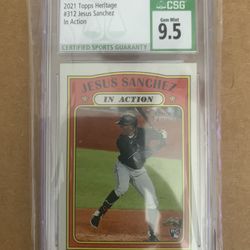 2021 Topps Heritage
#312 Jesus Sanchez
In Action
CERTIFIED SPORTS GUARANTY
CSG
Gem Mint
9.5
JESUS SANCHEZ
IN ACTION